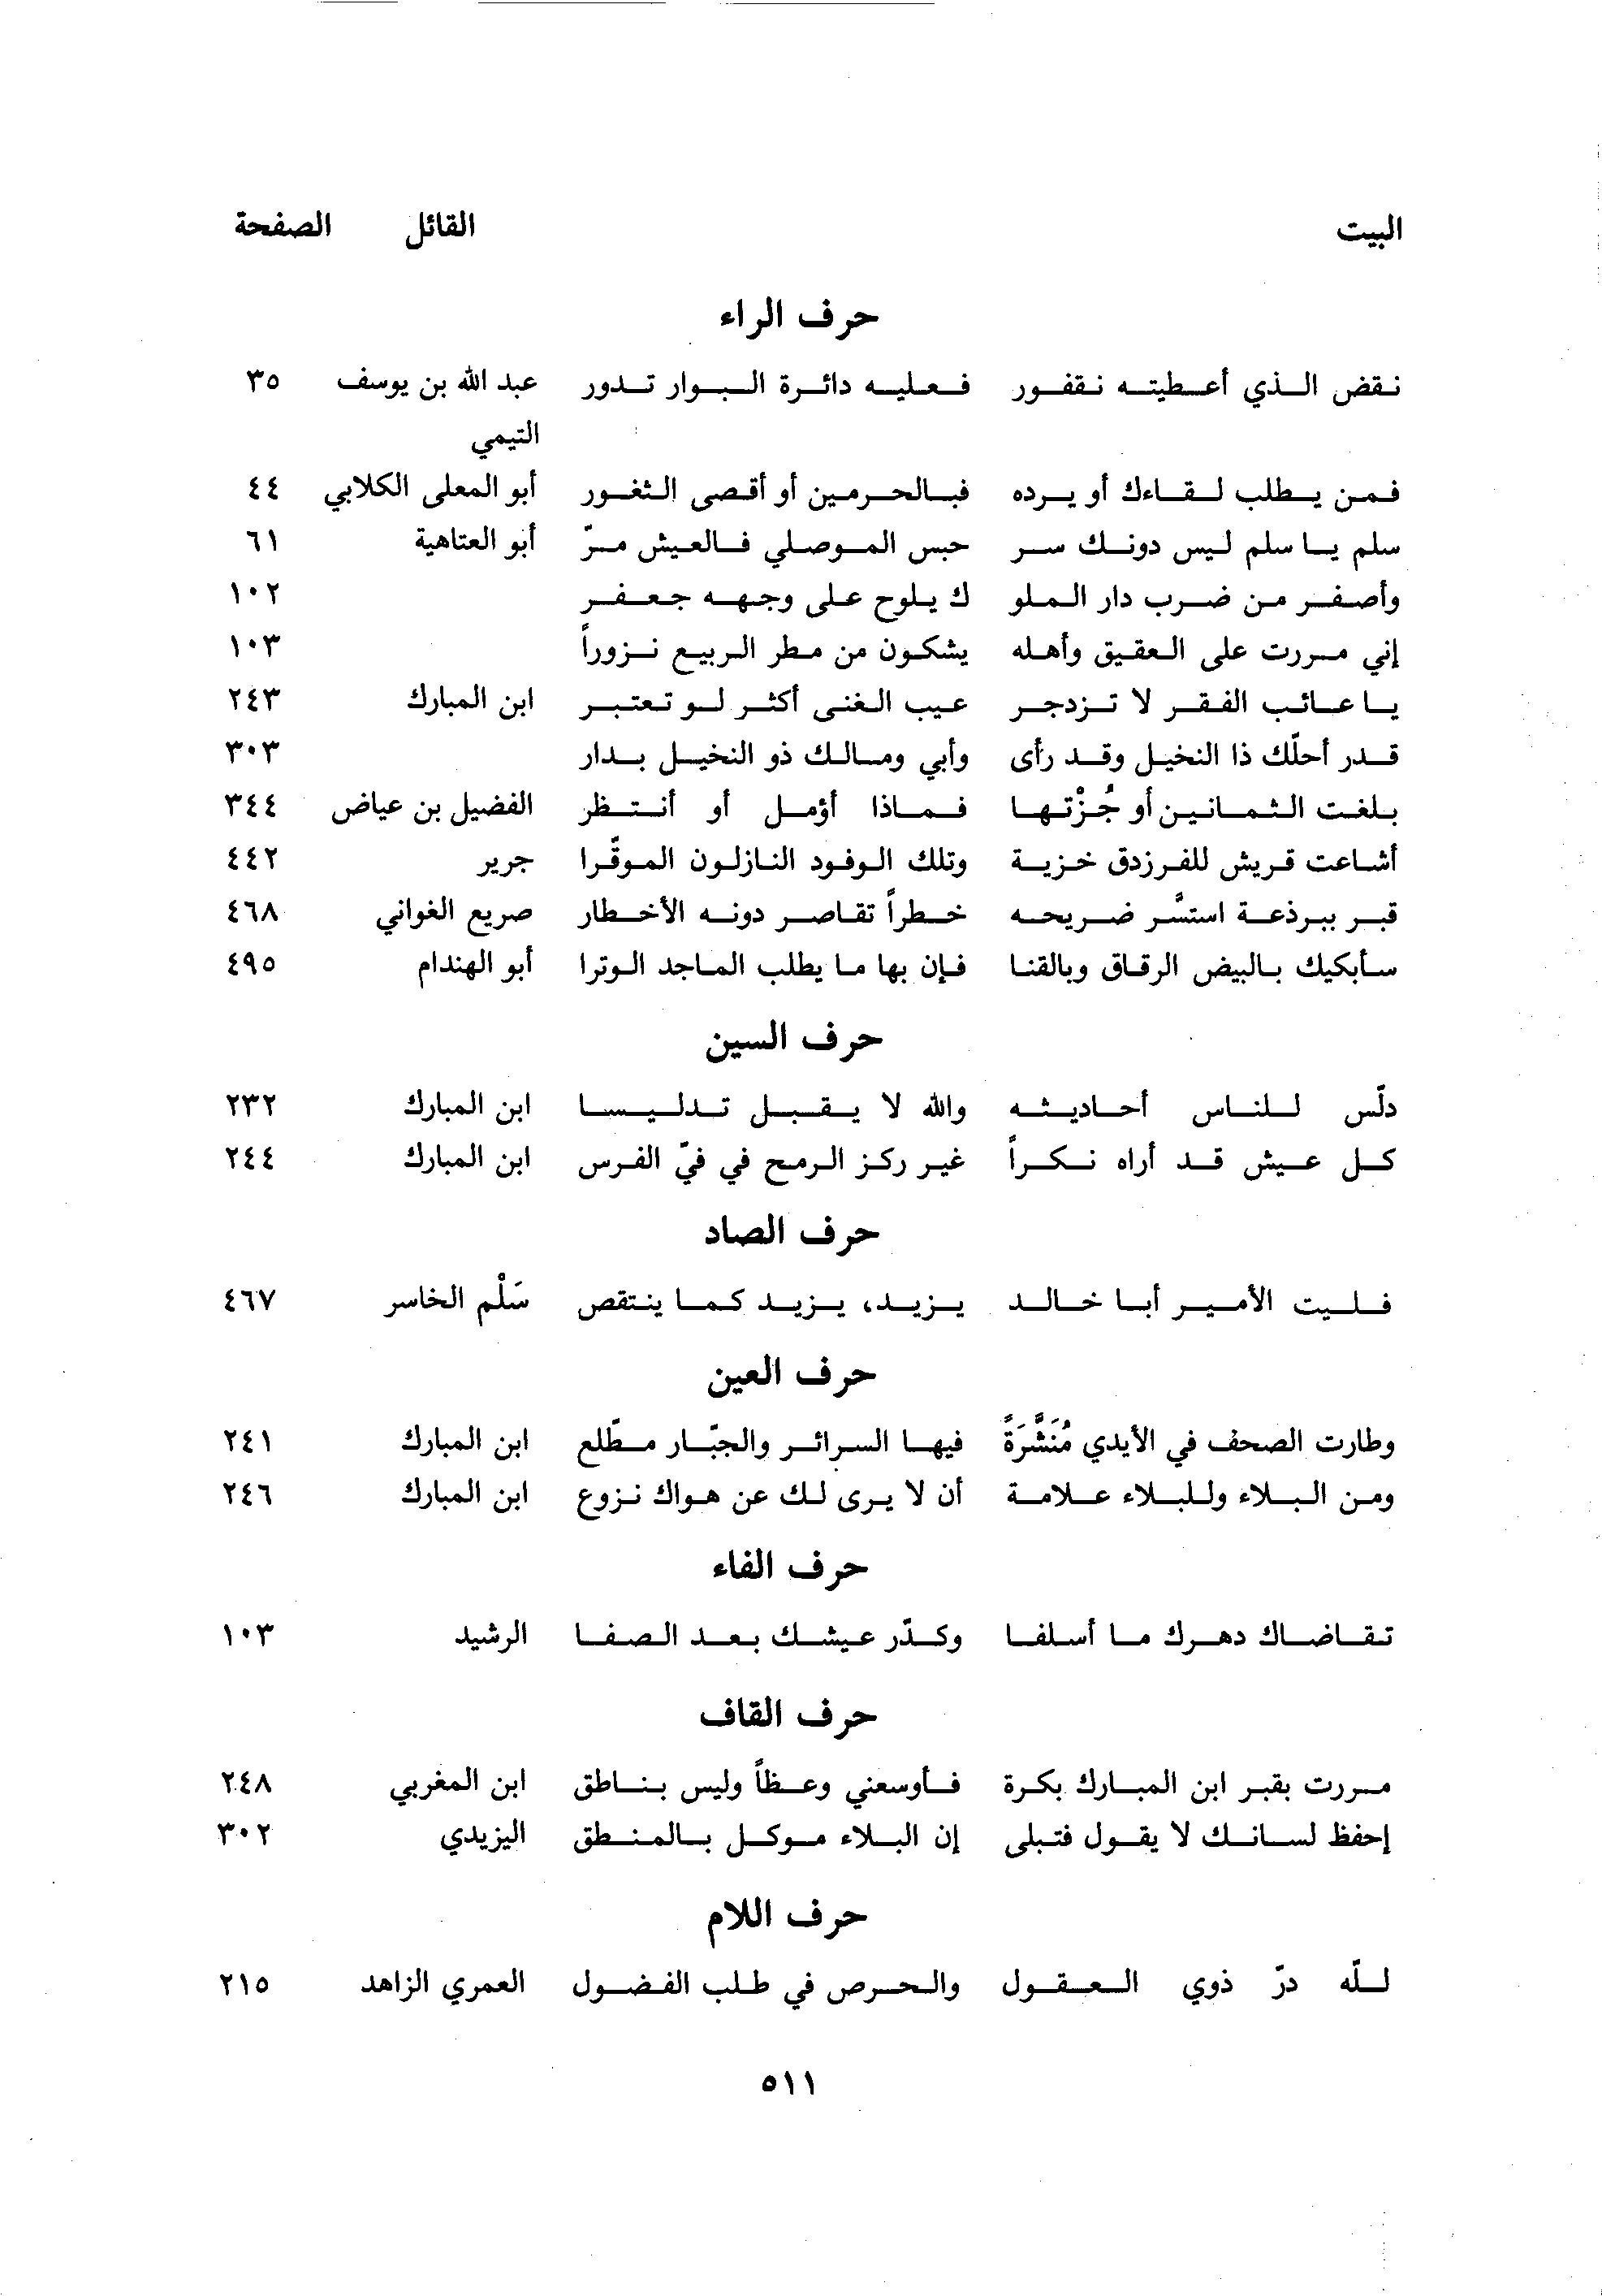 البيت القائل الصفحة
حرف الراء
نقض الذي أعطيته نقفور فعليه دائرة البوار تدور عبد الله بن يوسف ٣٥
التيمي
فمن يطلب لقاءك أو يرده فبالحرمين أو أقصى الثغور أبو المعلى الكلابي ٤٤
سلم يا سلم ليس دونك سر حبس الموصلي فالعيش مرّ أبو العتاهية ٦١
وأصفر من ضرب دار الملو ك يلوح على وجهه جعفر ١٠٢
إني مررت على العقيق وأهله يشكون من مطر الربيع نزوراً ١٠٣
يا عائب الفقر لا تزدجر عيب الغنى أكثر لو تعتبر ابن المبارك ٢٤٣
قدر أحلّك ذا النخيل وقد رأى وأبي ومالك ذو النخيل بدار ٣٠٣
بلغت الثمانين أو جُزْتها فماذا أؤمل أو أنتظر الفضيل بن عياض ٣٤٤
أشاعت قريش للفرزدق خزية وتلك الوفود النازلون الموقّرا جرير ٤٤٢
قبر ببرذعة استسّر ضريحه خطراً تقاصر دونه الأخطار صريع الغواني ٤٦٨
سأبكيك بالبيض الرقاق وبالقنا فإن بها ما يطلب الماجد الوترا أبو الهندام ٤٩٥
حرف السين
دلّس للناس أحاديثه والله لا يقبل تدليسا ابن المبارك ٢٣٢
كل عيش قد أراه نكراً غير ركز الرمح في فيّ الفرس ابن المبارك ٢٤٤
حرف الصاد
فليت الأمير أبا خالد يزيد، يزيد كما ينتقص سَلْم الخاسر ٤٦٧
حرف العين
وطارت الصحف في الأيدي مُنَشَّرَةً فيها السرائر والجبّار مطّلع ابن المبارك ٢٤١
ومن البلاء وللبلاء علامة أن لا يرى لك عن هواك نزوع ابن المبارك ٢٤٦
حرف الفاء
تقاضاك دهرك ما أسلفا وكدّر عيشك بعد الصفا الرشيد ١٠٣
حرف القاف
مررت بقبر ابن المبارك بكرة فأوسعني وعظاً وليس بناطق ابن المغربي ٢٤٨
إحفظ لسانك لا يقول فتبلى إن البلاء موكل بالمنطق اليزيدي ٣٠٢
حرف اللام
لله درّ ذوي العقول والحرص في طلب الفضول العمري الزاهد ٢١٥
٥١١